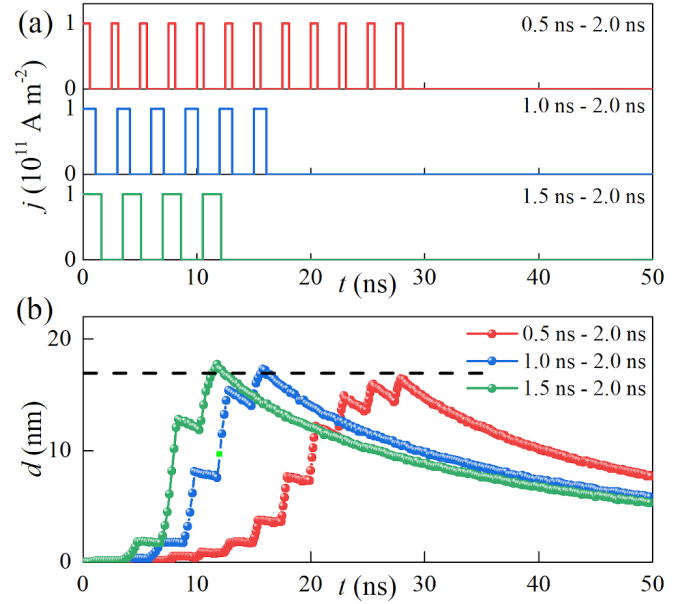 (a)
1
0
0.5 ns - 2.0 ns
1
0
1.0 ns - 2.0 ns
1
0
1.5 ns - 2.0 ns
j (10¹¹ A m⁻²)
0 10 20 30 40 50
t (ns)
(b)
20
10
0
d (nm)
0.5 ns - 2.0 ns
1.0 ns - 2.0 ns
1.5 ns - 2.0 ns
0 10 20 30 40 50
t (ns)